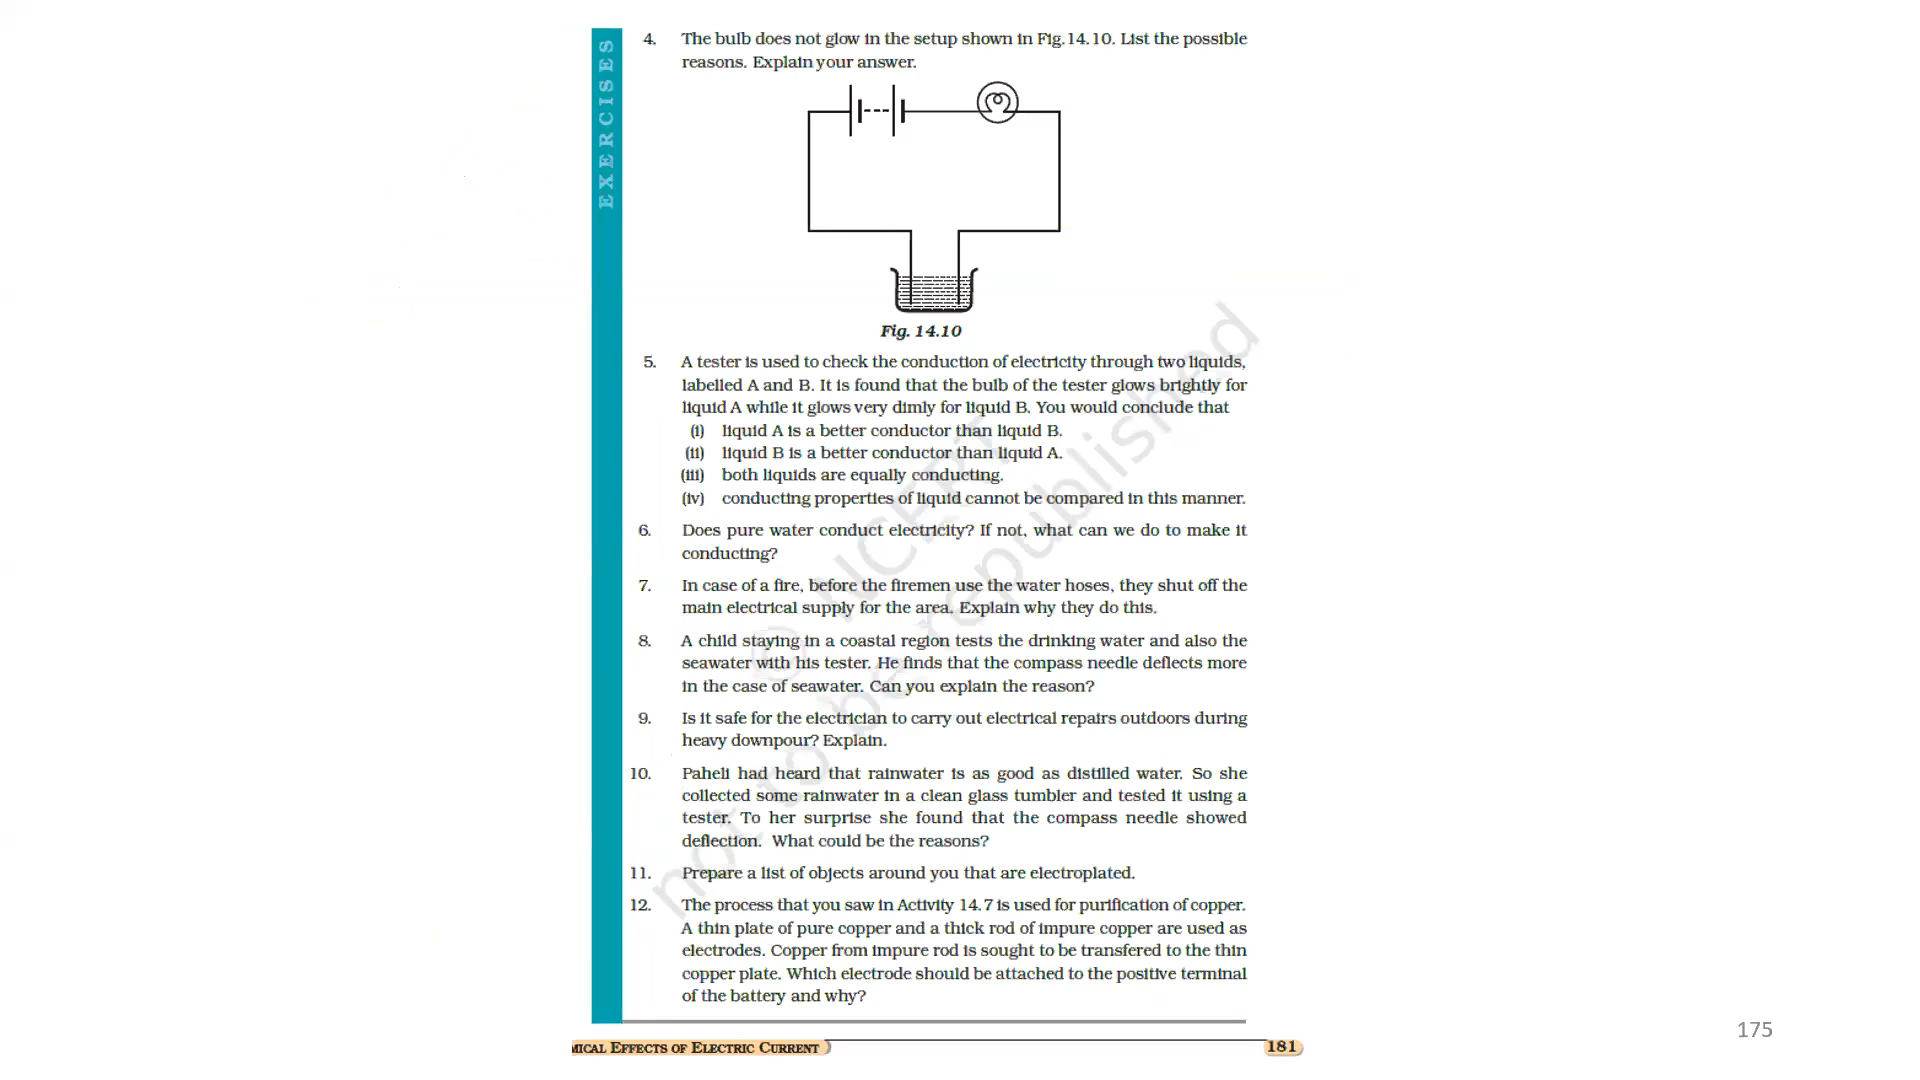 EXERCISES
4. The bulb does not glow in the setup shown in Fig.14.10. List the possible
reasons. Explain your answer.
Fig. 14.10
5. A tester is used to check the conduction of electricity through two liquids,
labelled A and B. It is found that the bulb of the tester glows brightly for
liquid A while it glows very dimly for liquid B. You would conclude that
(i) liquid A is a better conductor than liquid B.
(ii) liquid B is a better conductor than liquid A.
(iii) both liquids are equally conducting.
(iv) conducting properties of liquid cannot be compared in this manner.
6. Does pure water conduct electricity? If not, what can we do to make it
conducting?
7. In case of a fire, before the firemen use the water hoses, they shut off the
main electrical supply for the area. Explain why they do this.
8. A child staying in a coastal region tests the drinking water and also the
seawater with his tester. He finds that the compass needle deflects more
in the case of seawater. Can you explain the reason?
9. Is it safe for the electrician to carry out electrical repairs outdoors during
heavy downpour? Explain.
10. Paheli had heard that rainwater is as good as distilled water. So she
collected some rainwater in a clean glass tumbler and tested it using a
tester. To her surprise she found that the compass needle showed
deflection. What could be the reasons?
11. Prepare a list of objects around you that are electroplated.
12. The process that you saw in Activity 14.7 is used for purification of copper.
A thin plate of pure copper and a thick rod of impure copper are used as
electrodes. Copper from impure rod is sought to be transfered to the thin
copper plate. Which electrode should be attached to the positive terminal
of the battery and why?
© NCERT
not to be republished
MICAL EFFECTS OF ELECTRIC CURRENT
181
175